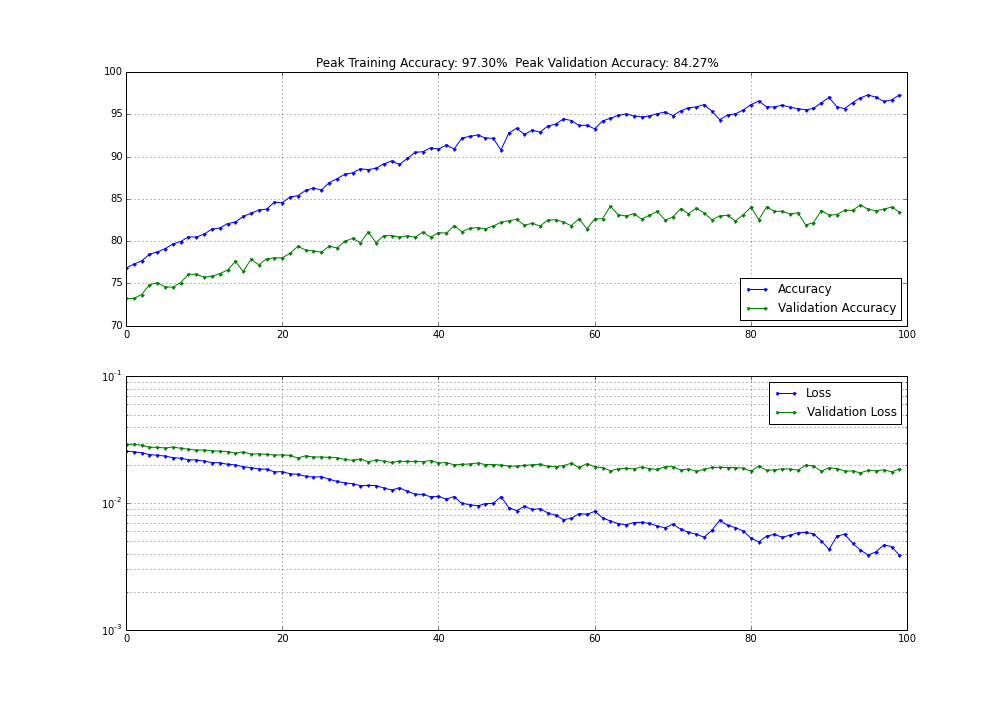 Peak Training Accuracy: 97.30%  Peak Validation Accuracy: 84.27%
100
95
90
85
80
75
70
0 20 40 60 80 100
Accuracy
Validation Accuracy
10^-1
10^-2
10^-3
0 20 40 60 80 100
Loss
Validation Loss